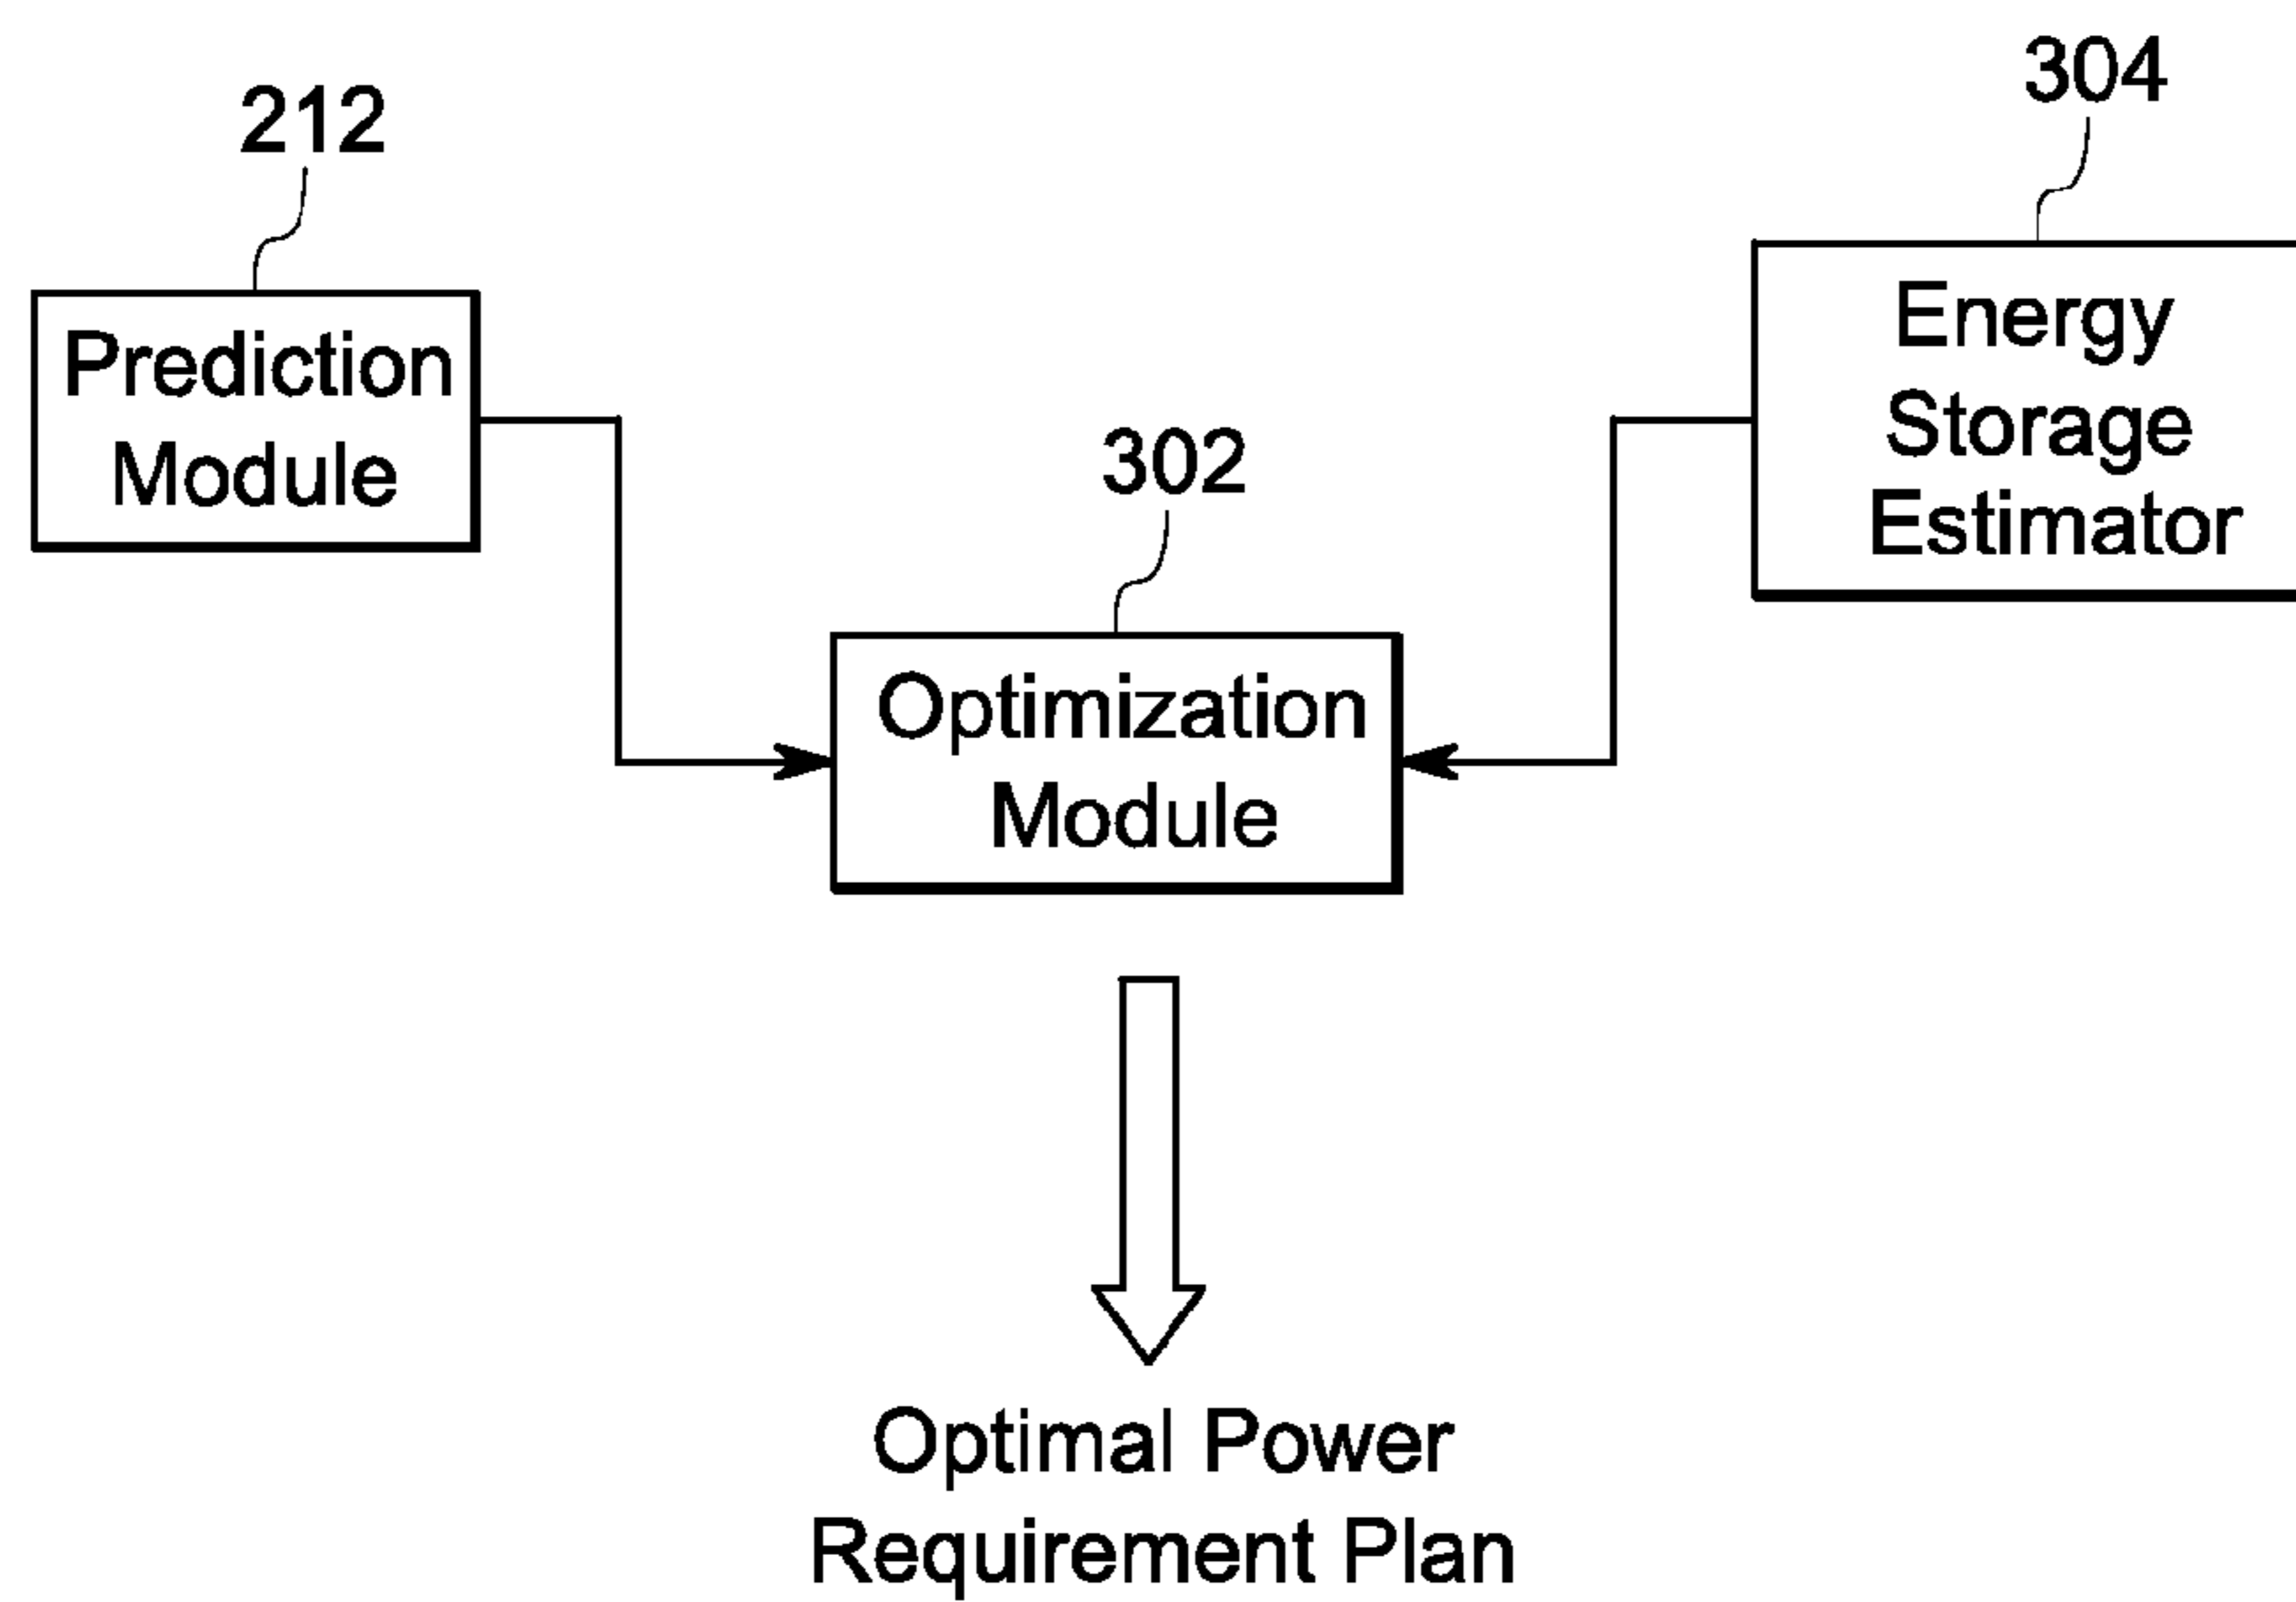 212
Prediction
Module
304
Energy
Storage
Estimator
302
Optimization
Module
Optimal Power
Requirement Plan